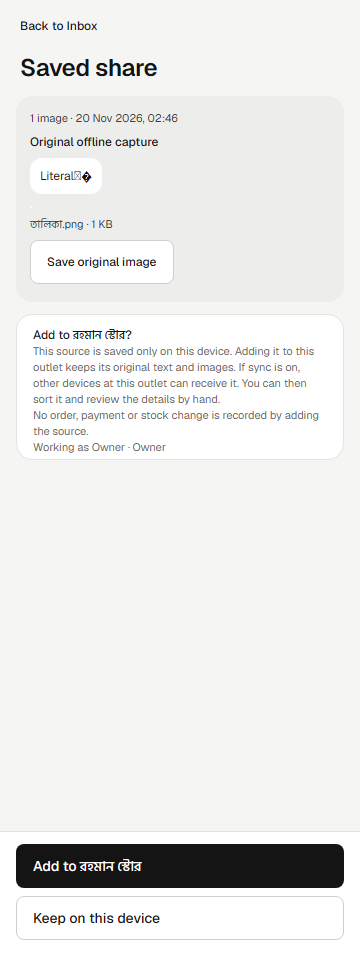 Back to Inbox
Saved share
1 image · 20 Nov 2026, 02:46
Original offline capture
Literal�
তালিকা.png · 1 KB
Save original image
Add to রহমান স্টোর?
This source is saved only on this device. Adding it to this
outlet keeps its original text and images. If sync is on,
other devices at this outlet can receive it. You can then
sort it and review the details by hand.
No order, payment or stock change is recorded by adding
the source.
Working as Owner · Owner
Add to রহমান স্টোর
Keep on this device